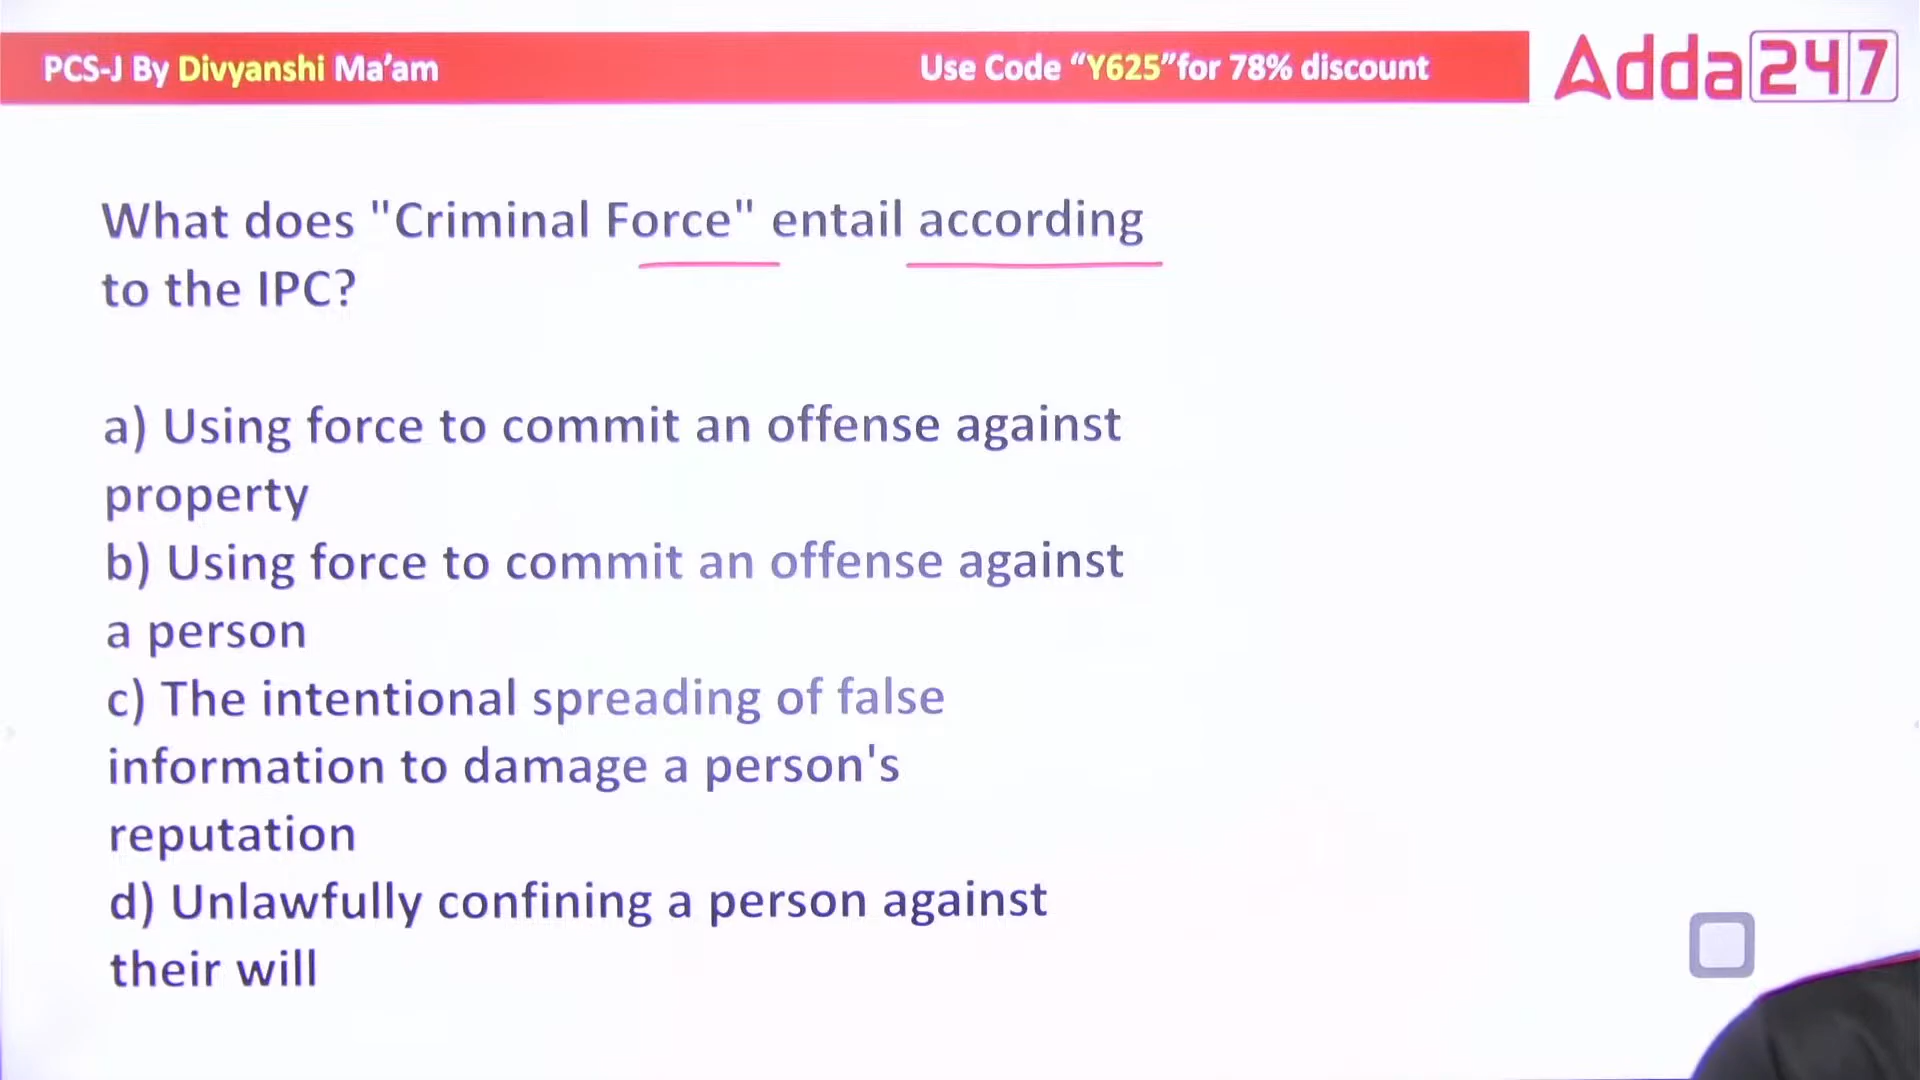 PCS-J By Divyanshi Ma’am
Use Code “Y625”for 78% discount
Adda247
What does "Criminal Force" entail according
to the IPC?
a) Using force to commit an offense against
property
b) Using force to commit an offense against
a person
c) The intentional spreading of false
information to damage a person's
reputation
d) Unlawfully confining a person against
their will